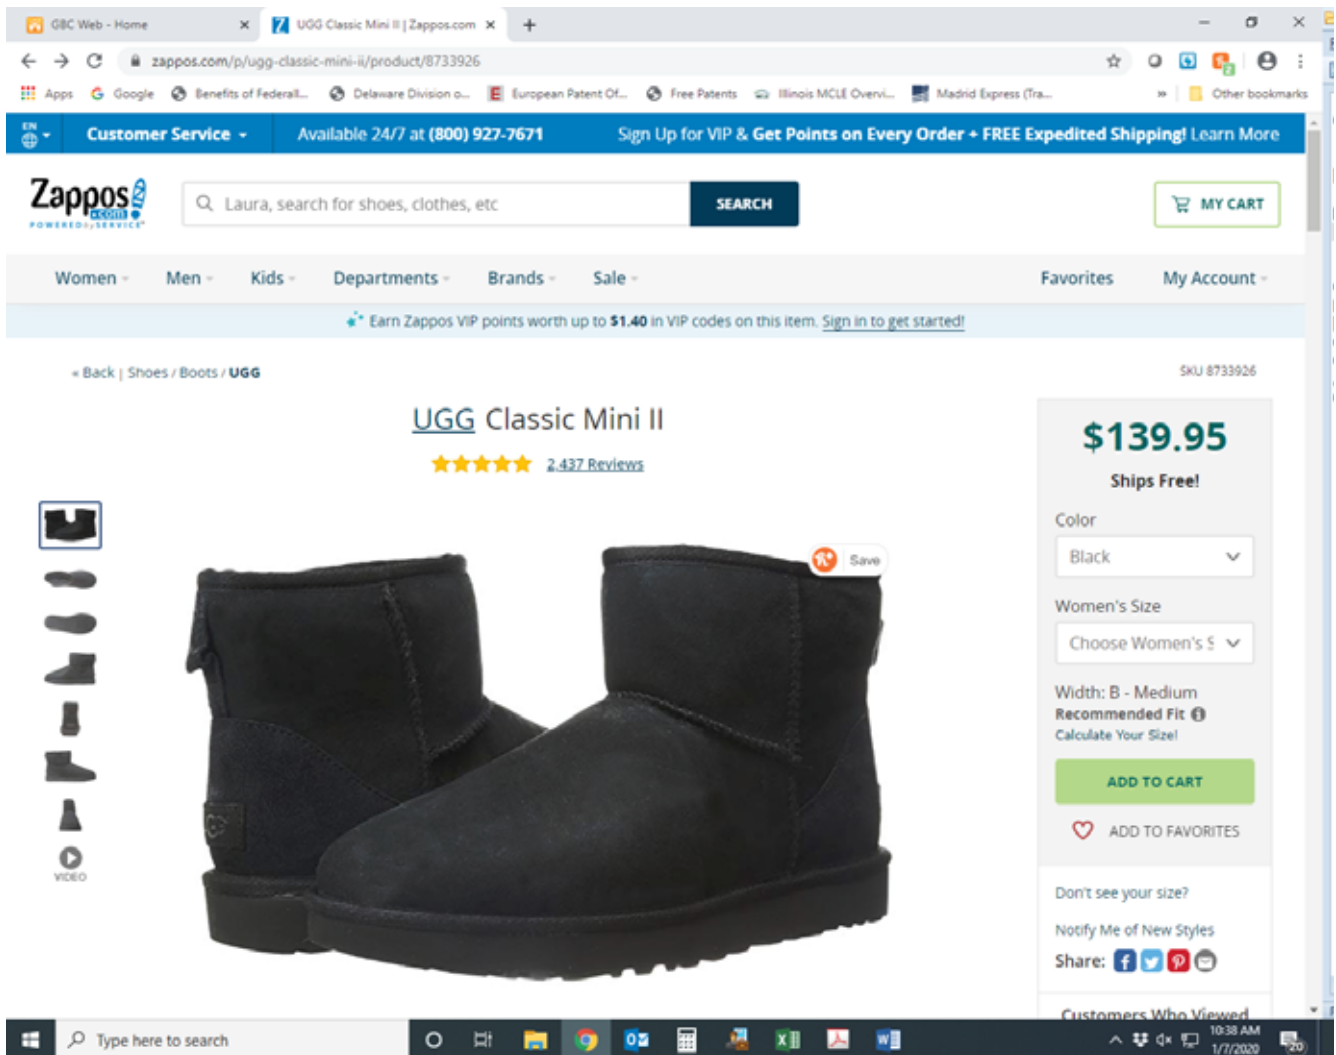 GBC Web - Home
UGG Classic Mini II | Zappos.com
zappos.com/p/ugg-classic-mini-ii/product/8733926
Apps Google Benefits of Federall... Delaware Division o... European Patent Of... Free Patents Illinois MCLE Overvi... Madrid Express (Tra... » Other bookmarks
EN Customer Service Available 24/7 at (800) 927-7671 Sign Up for VIP & Get Points on Every Order + FREE Expedited Shipping! Learn More
Zappos.com
POWERED by SERVICE
Laura, search for shoes, clothes, etc SEARCH MY CART
Women Men Kids Departments Brands Sale Favorites My Account
Earn Zappos VIP points worth up to $1.40 in VIP codes on this item. Sign in to get started!
« Back | Shoes / Boots / UGG SKU 8733926
UGG Classic Mini II
2,437 Reviews
$139.95
Ships Free!
Color
Black
Save
Women's Size
Choose Women's S
Width: B - Medium
Recommended Fit
Calculate Your Size!
ADD TO CART
ADD TO FAVORITES
VIDEO
Don't see your size?
Notify Me of New Styles
Share:
Customers Who Viewed
Type here to search
10:38 AM
1/7/2020
20